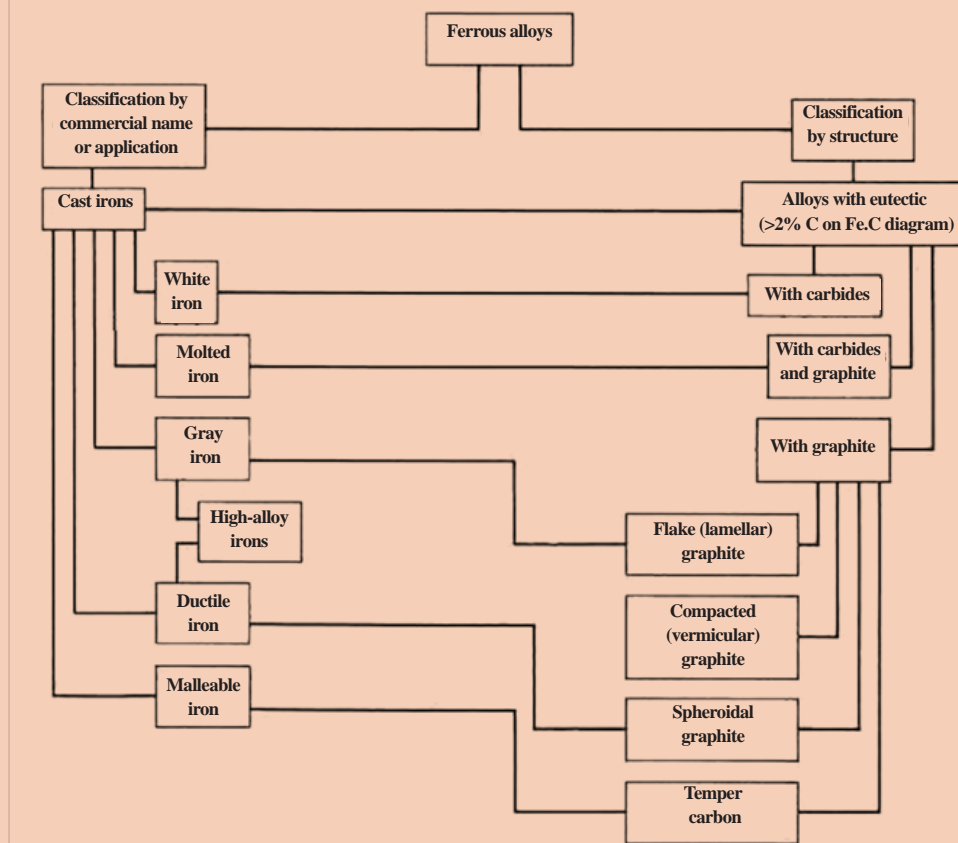 Ferrous alloys
Classification by
commercial name
or application
Classification
by structure
Cast irons
Alloys with eutectic
(>2% C on Fe.C diagram)
White
iron
With carbides
Molted
iron
With carbides
and graphite
Gray
iron
With graphite
High-alloy
irons
Flake (lamellar)
graphite
Ductile
iron
Compacted
(vermicular)
graphite
Malleable
iron
Spheroidal
graphite
Temper
carbon